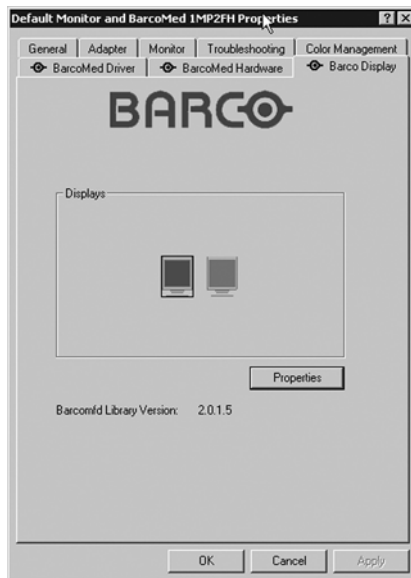 Default Monitor and BarcoMed 1MP2FH Properties
General Adapter Monitor Troubleshooting Color Management
BarcoMed Driver BarcoMed Hardware Barco Display
BARCO
Displays
Properties
Barcomfd Library Version: 2.0.1.5
OK Cancel Apply